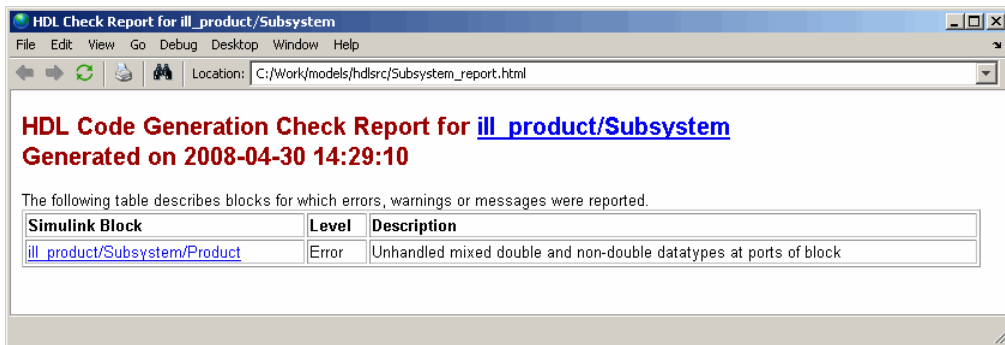 HDL Check Report for ill_product/Subsystem
File Edit View Go Debug Desktop Window Help
Location: C:/Work/models/hdlsrc/Subsystem_report.html
HDL Code Generation Check Report for ill_product/Subsystem
Generated on 2008-04-30 14:29:10
The following table describes blocks for which errors, warnings or messages were reported.
Simulink Block Level Description
ill_product/Subsystem/Product Error Unhandled mixed double and non-double datatypes at ports of block